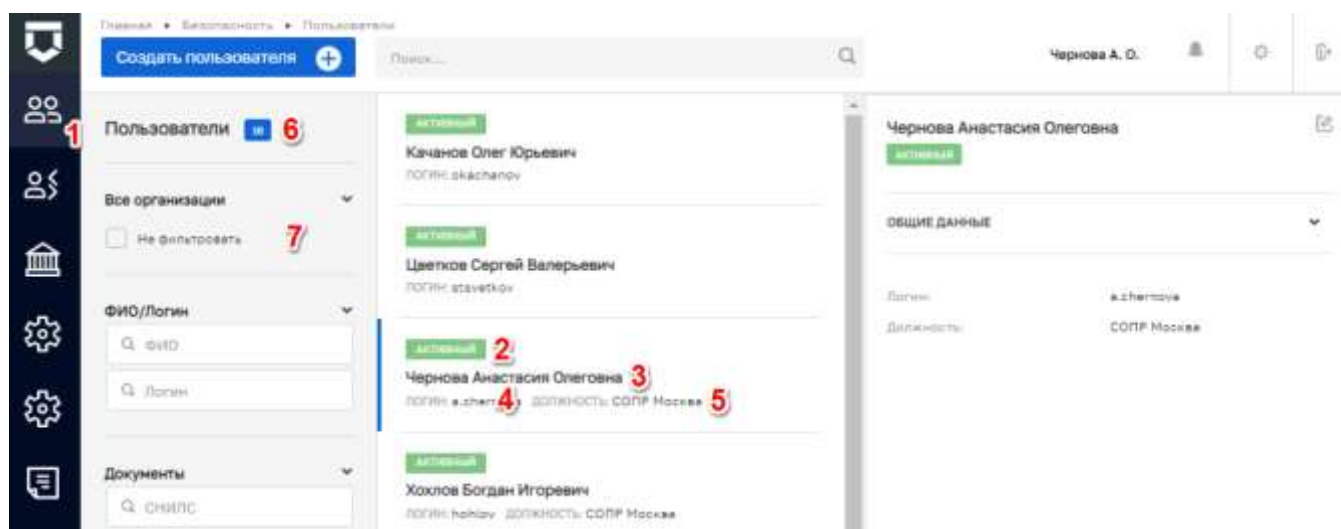 Главная • Безопасность • Пользователи
Создать пользователя
Поиск...
Чернова А. О.
1
Пользователи 6
Все организации
Не фильтровать 7
ФИО/Логин
ФИО
Логин
Документы
СНИЛС
АКТИВНЫЙ
Качанов Олег Юрьевич
ЛОГИН: okachanov
АКТИВНЫЙ
Цветков Сергей Валерьевич
ЛОГИН: stsvetkov
АКТИВНЫЙ 2
Чернова Анастасия Олеговна 3
ЛОГИН: 4 ДОЛЖНОСТЬ: СОПР Москва 5
АКТИВНЫЙ
Хохлов Богдан Игоревич
ЛОГИН: hohlov ДОЛЖНОСТЬ: СОПР Москва
Чернова Анастасия Олеговна
АКТИВНЫЙ
ОБЩИЕ ДАННЫЕ
Логин: a.chernova
Должность: СОПР Москва